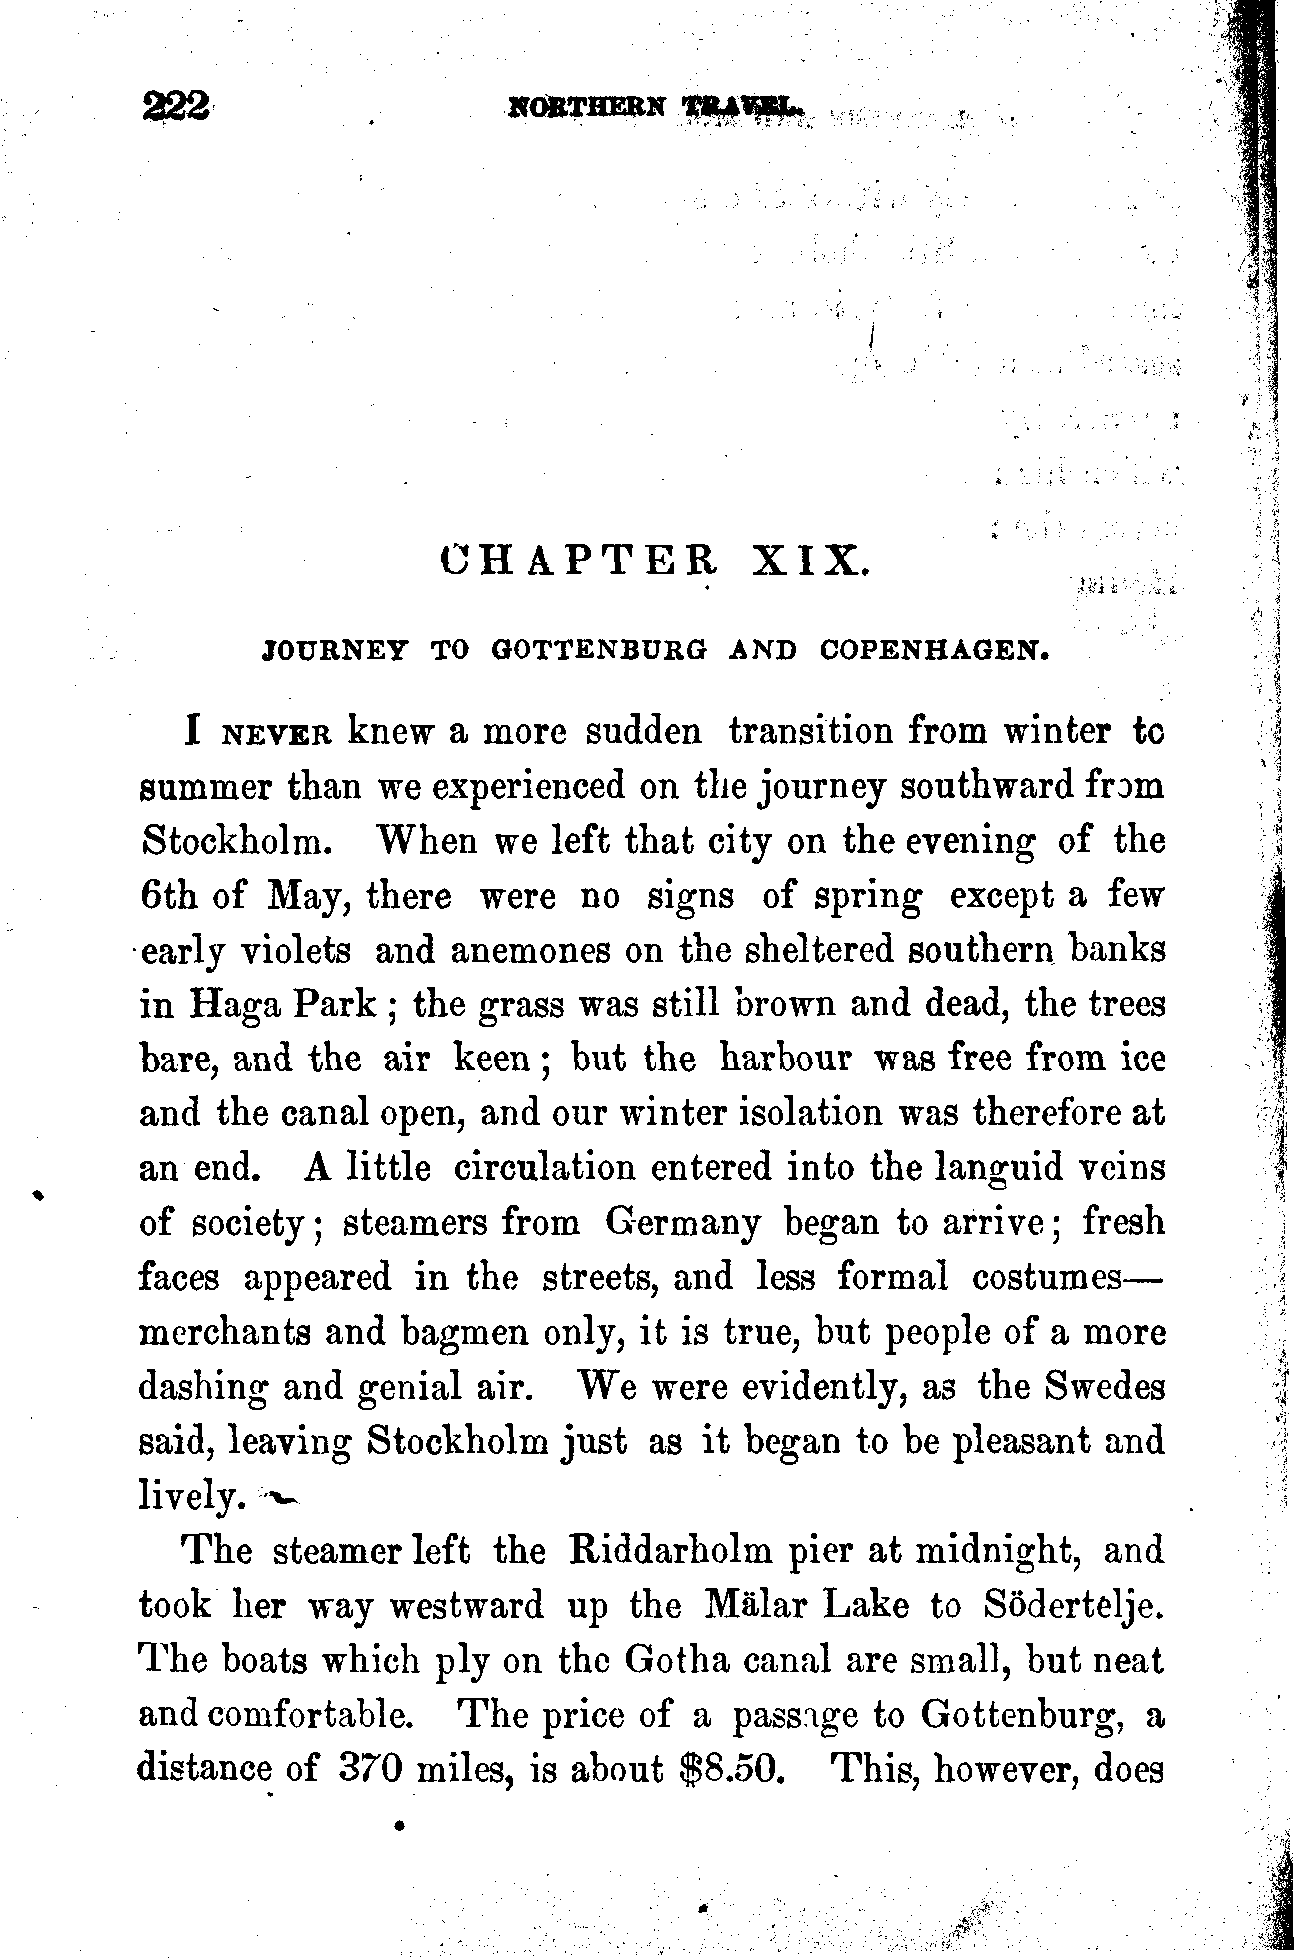 222 NORTHERN TRAVEL.
CHAPTER XIX.
JOURNEY TO GOTTENBURG AND COPENHAGEN.
I NEVER knew a more sudden transition from winter to
summer than we experienced on the journey southward from
Stockholm. When we left that city on the evening of the
6th of May, there were no signs of spring except a few
early violets and anemones on the sheltered southern banks
in Haga Park; the grass was still brown and dead, the trees
bare, and the air keen; but the harbour was free from ice
and the canal open, and our winter isolation was therefore at
an end. A little circulation entered into the languid veins
of society; steamers from Germany began to arrive; fresh
faces appeared in the streets, and less formal costumes—
merchants and bagmen only, it is true, but people of a more
dashing and genial air. We were evidently, as the Swedes
said, leaving Stockholm just as it began to be pleasant and
lively.
The steamer left the Riddarholm pier at midnight, and
took her way westward up the Mälar Lake to Södertelje.
The boats which ply on the Gotha canal are small, but neat
and comfortable. The price of a passage to Gottenburg, a
distance of 370 miles, is about $8.50. This, however, does